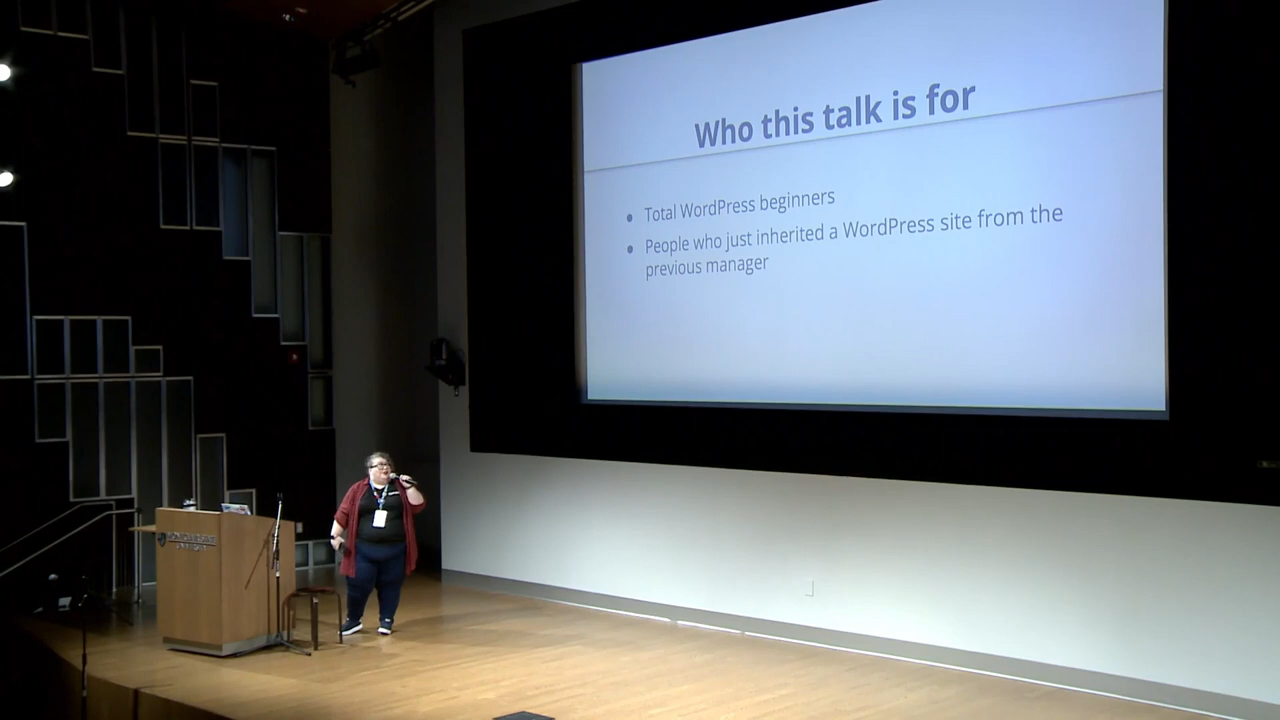 Who this talk is for
• Total WordPress beginners
• People who just inherited a WordPress site from the
previous manager